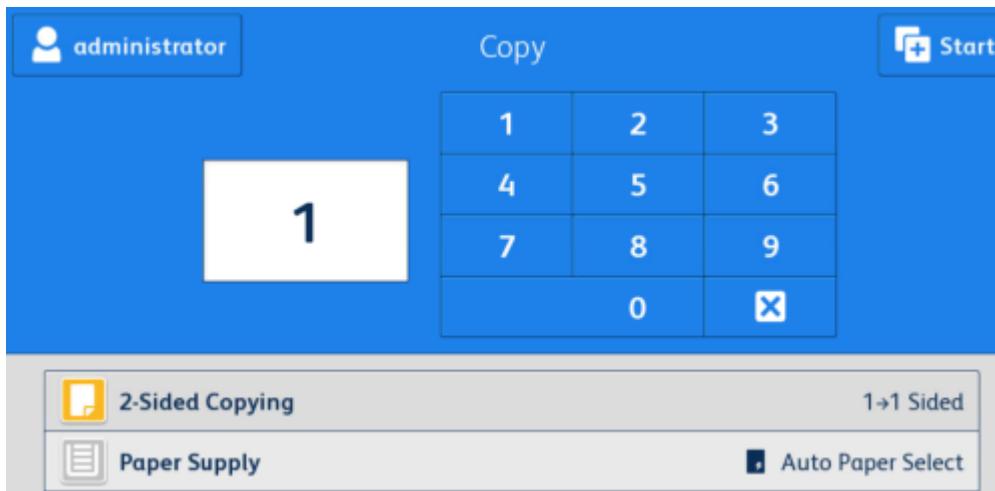 administrator Copy Start
1 2 3
4 5 6
1
7 8 9
0
2-Sided Copying 1→1 Sided
Paper Supply Auto Paper Select